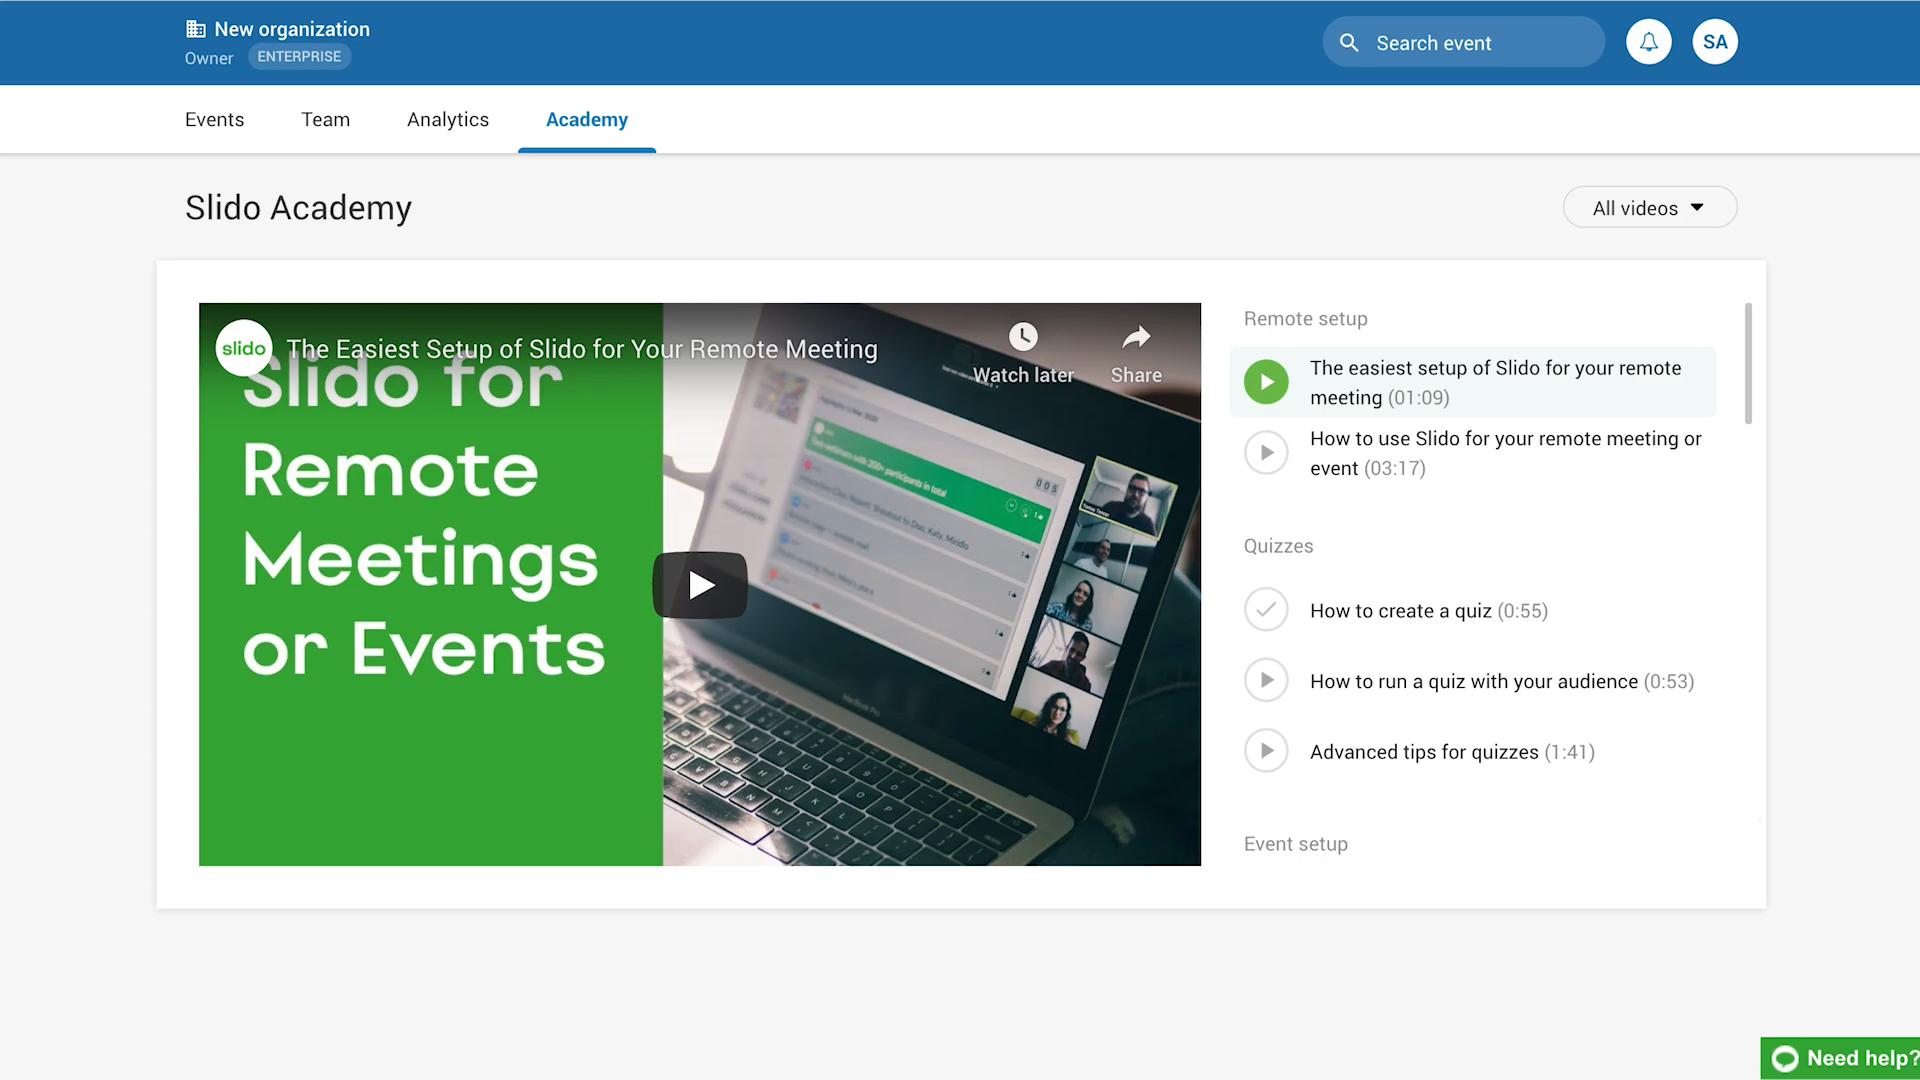 New organization
Owner ENTERPRISE
Search event
SA
Events Team Analytics Academy
Slido Academy
All videos
slido
The Easiest Setup of Slido for Your Remote Meeting
Watch later
Share
Slido for
Remote
Meetings
or Events
Remote setup
The easiest setup of Slido for your remote
meeting (01:09)
How to use Slido for your remote meeting or
event (03:17)
Quizzes
How to create a quiz (0:55)
How to run a quiz with your audience (0:53)
Advanced tips for quizzes (1:41)
Event setup
Need help?